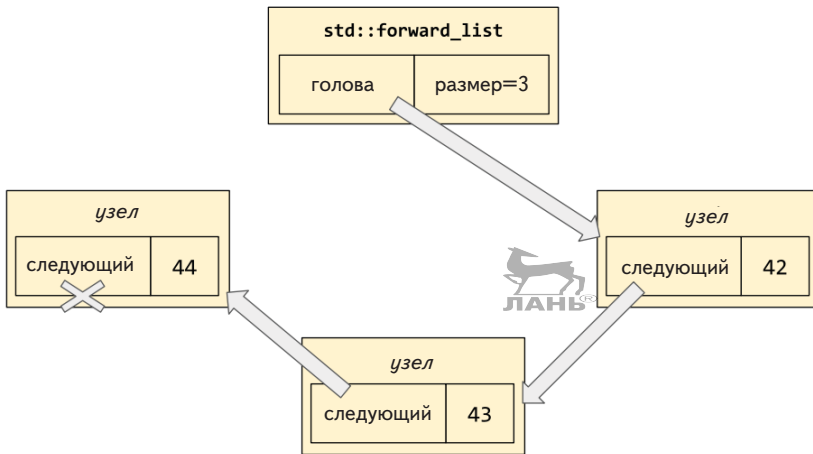 std::forward_list
голова размер=3
узел
следующий 44
узел
следующий 42
ЛАНЬ®
узел
следующий 43